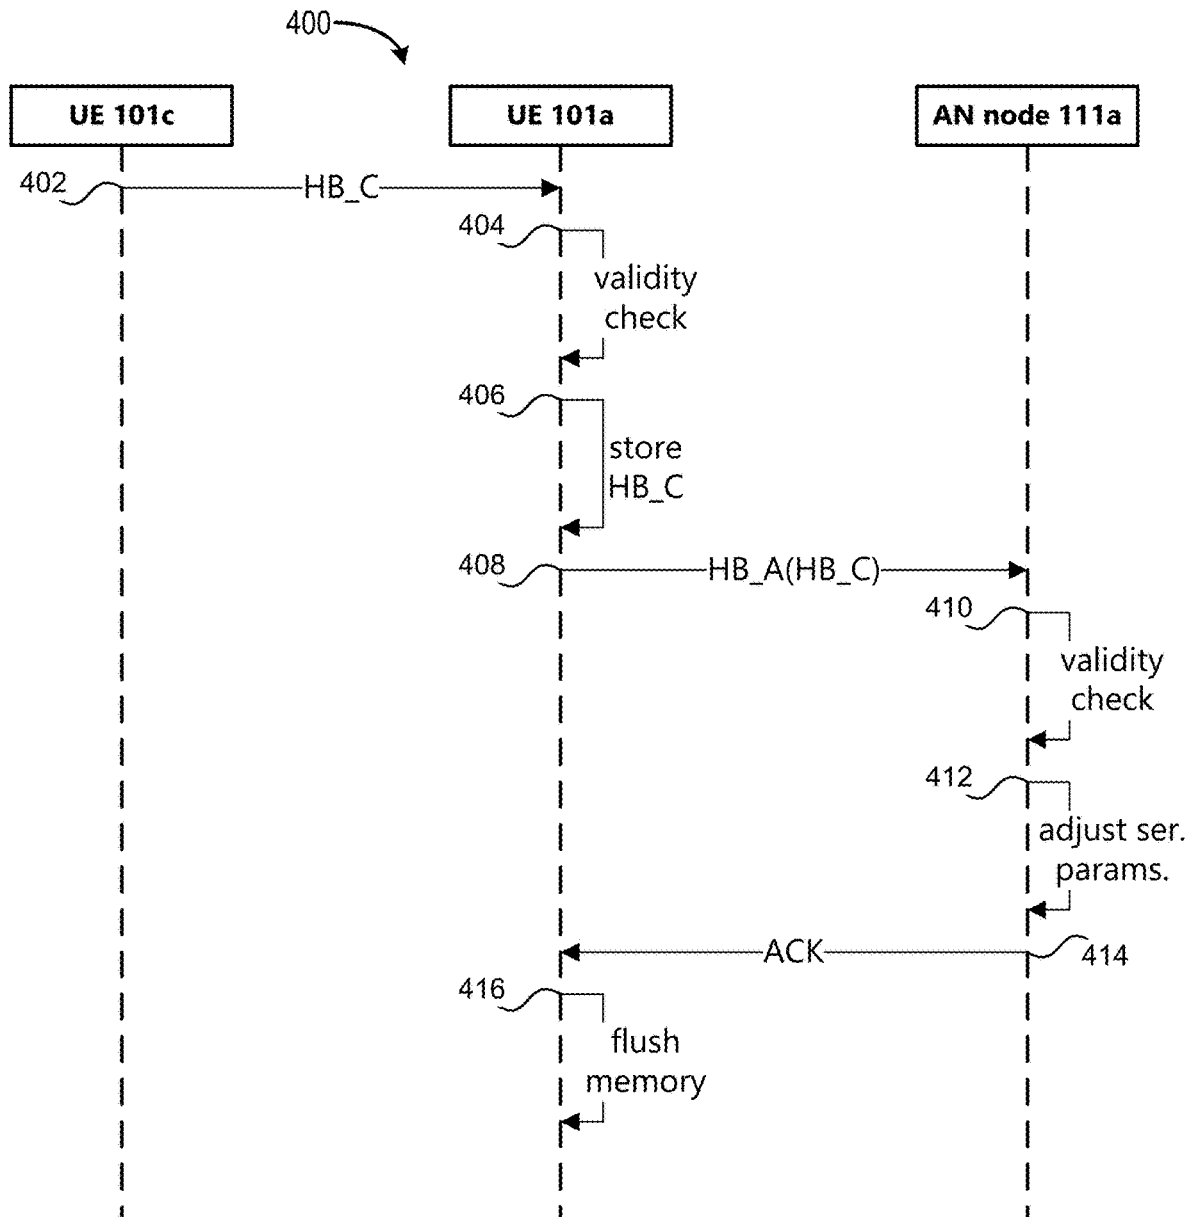 400
UE 101c
UE 101a
AN node 111a
402
HB_C
404
validity
check
406
store
HB_C
408
HB_A(HB_C)
410
validity
check
412
adjust ser.
params.
ACK
414
416
flush
memory